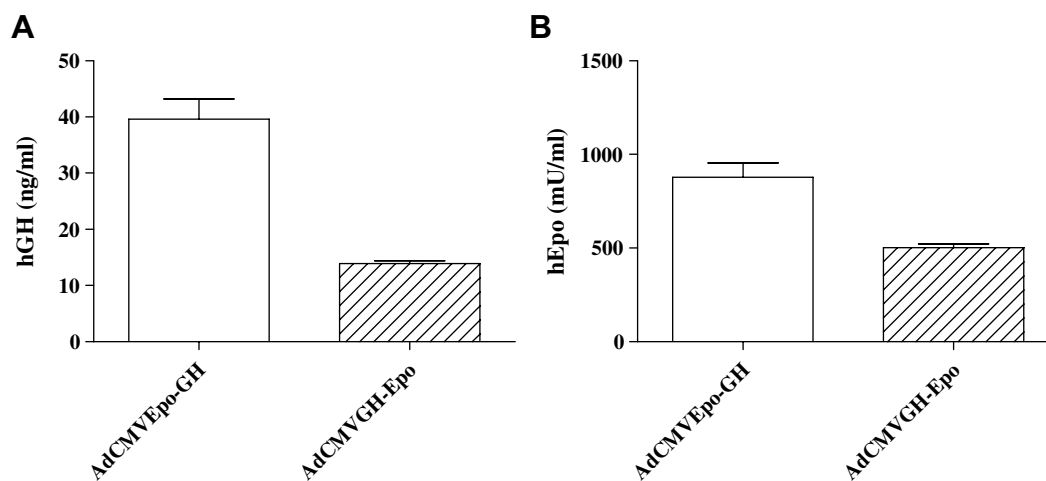 A
50
40
30
20
10
0
hGH (ng/ml)
AdCMVEpo-GH
AdCMVGH-Epo
B
1500
1000
500
0
hEpo (mU/ml)
AdCMVEpo-GH
AdCMVGH-Epo